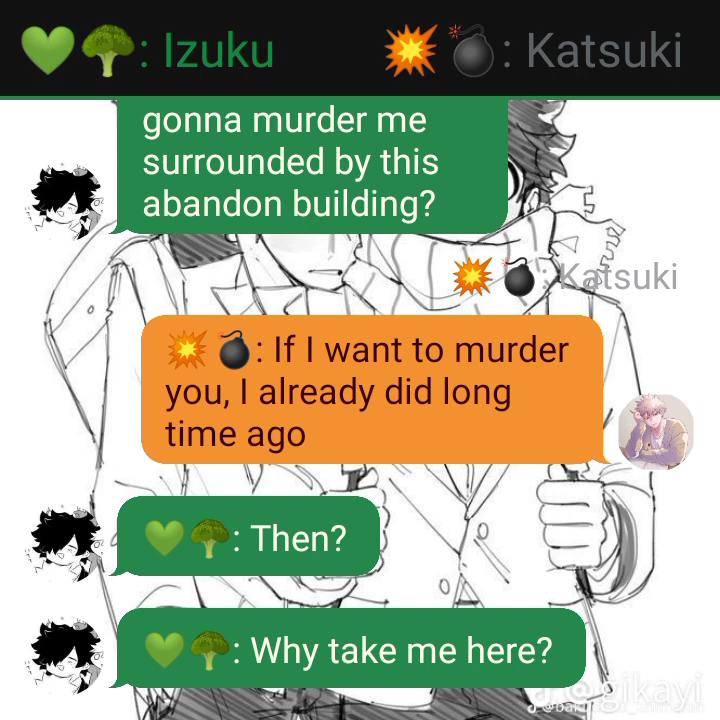 💚🥦: Izuku
💥💣: Katsuki
gonna murder me
surrounded by this
abandon building?
💥💣: Katsuki
💥💣: If I want to murder
you, I already did long
time ago
💚🥦: Then?
💚🥦: Why take me here?
@gikayi